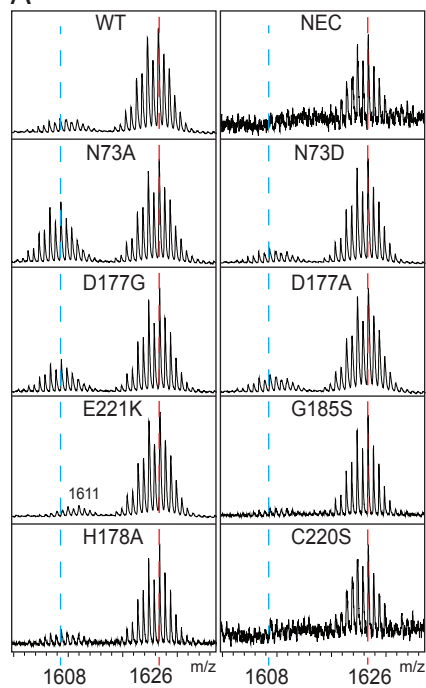 WT NEC
N73A N73D
D177G D177A
E221K G185S
1611
H178A C220S
1608 1626 m/z 1608 1626 m/z